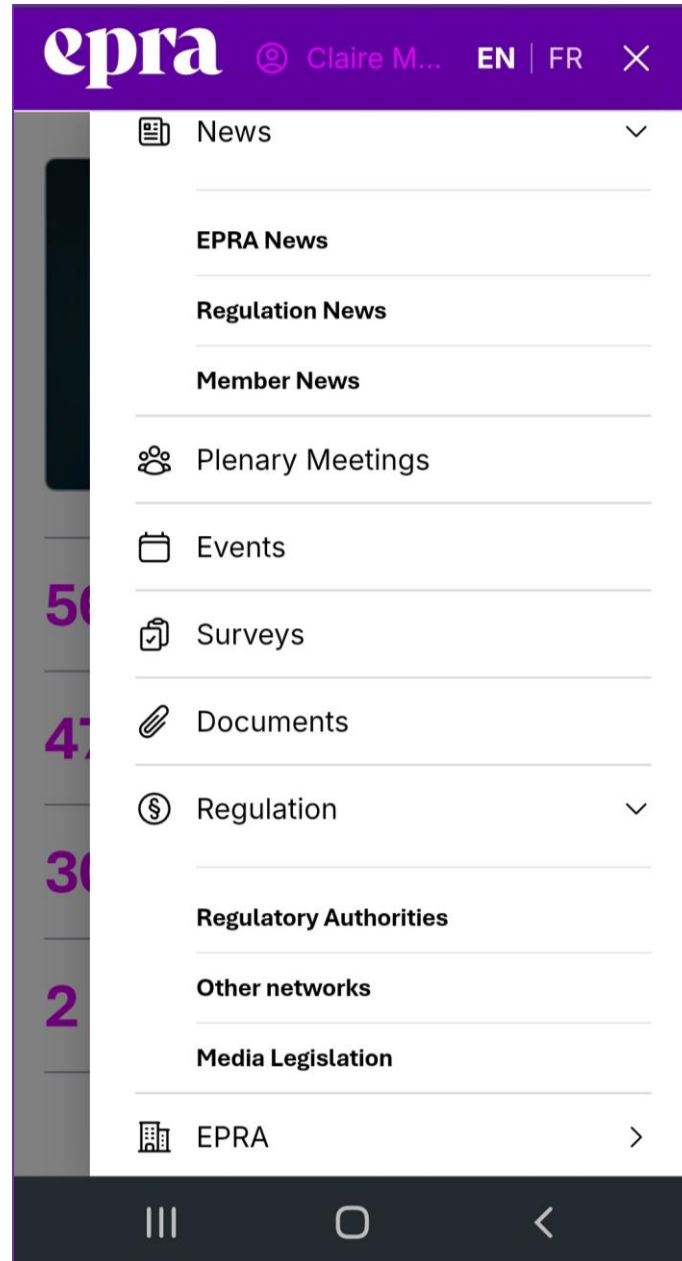 epra Claire M... EN | FR
News
EPRA News
Regulation News
Member News
Plenary Meetings
Events
Surveys
Documents
Regulation
Regulatory Authorities
Other networks
Media Legislation
EPRA
2